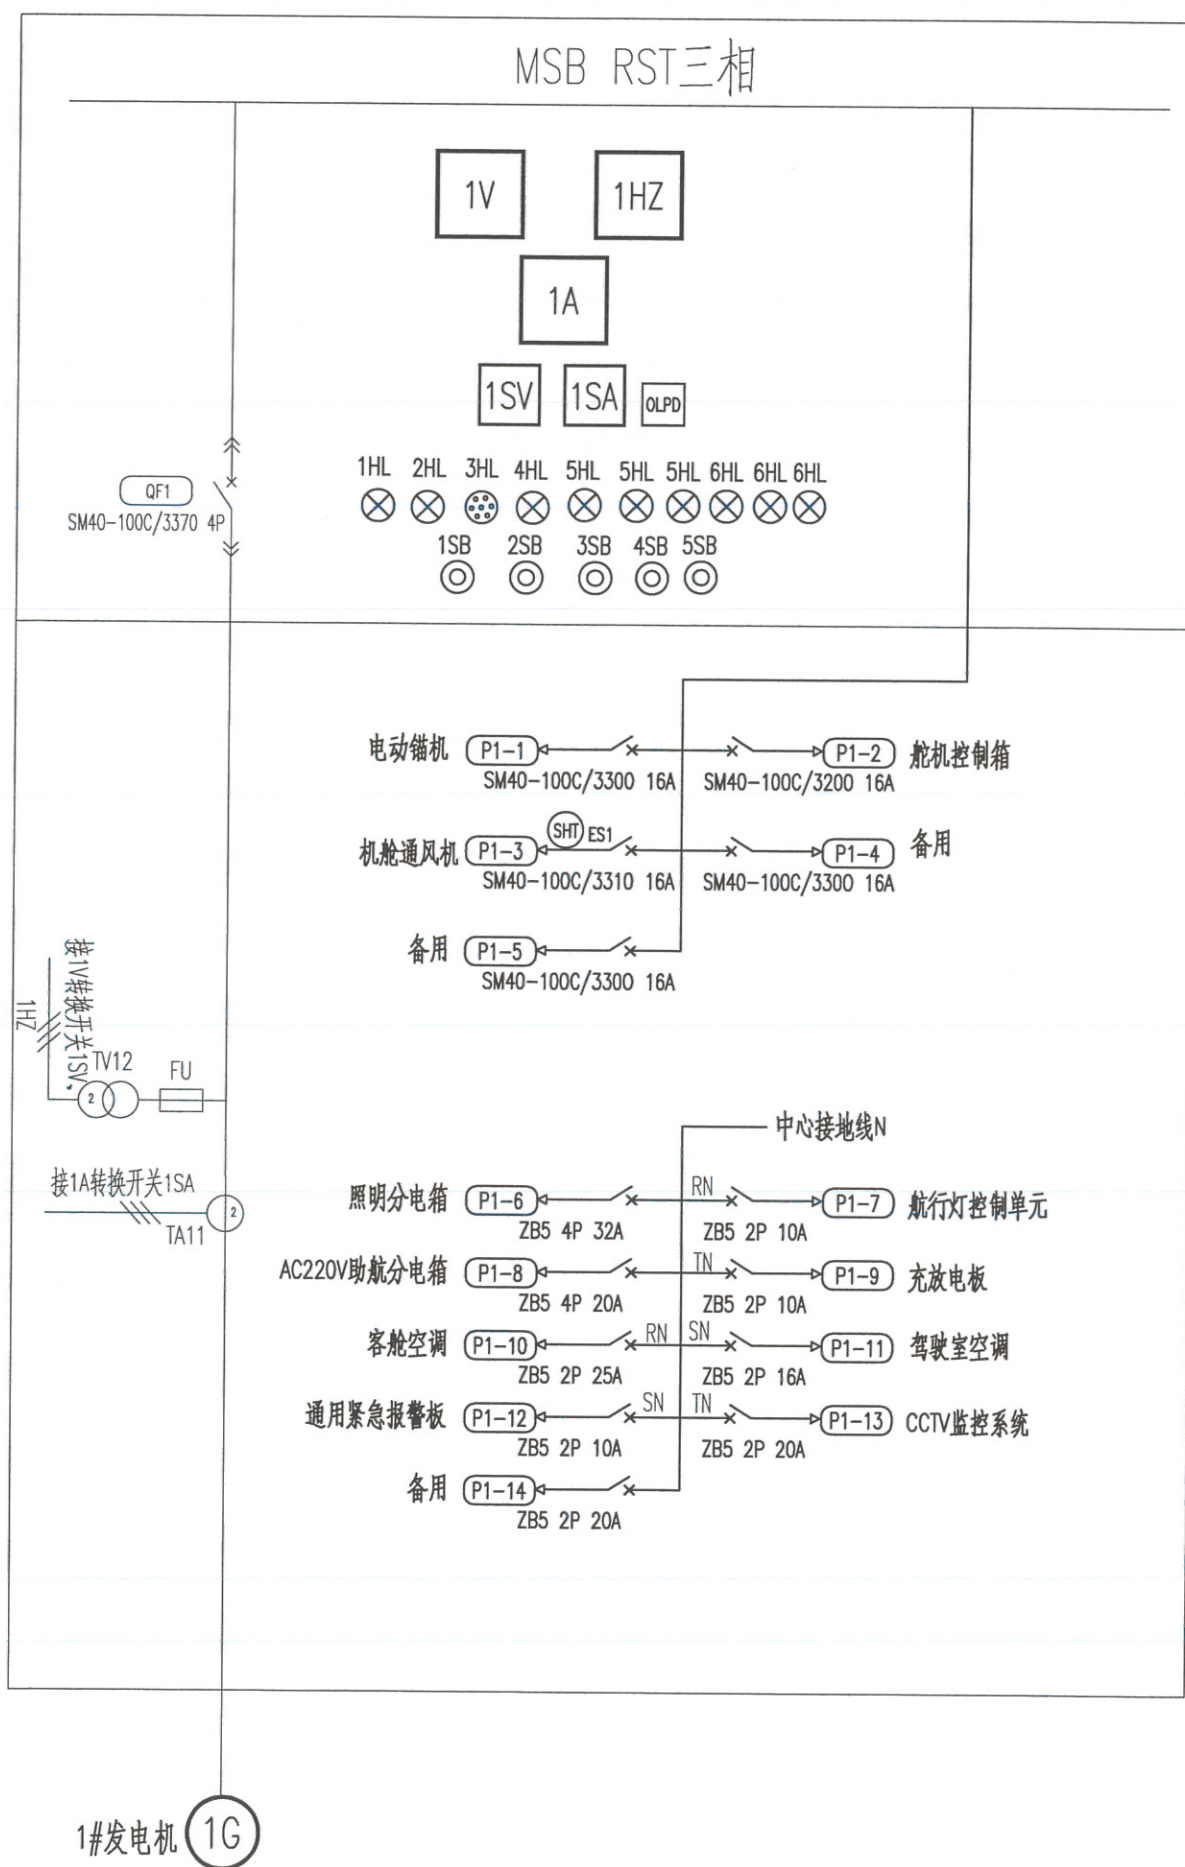 MSB RST三相
1V
1HZ
1A
1SV
1SA
OLPD
1HL 2HL 3HL 4HL 5HL 5HL 5HL 6HL 6HL 6HL
QF1
SM40-100C/3370 4P
1SB 2SB 3SB 4SB 5SB
电动锚机 P1-1
P1-2 舵机控制箱
SM40-100C/3300 16A
SM40-100C/3200 16A
SHT ES1
机舱通风机 P1-3
P1-4 备用
SM40-100C/3310 16A
SM40-100C/3300 16A
备用 P1-5
SM40-100C/3300 16A
接1V转换开关1SV
1HZ
TV12
FU
2
中心接地线N
接1A转换开关1SA
2
TA11
照明分电箱 P1-6
RN
P1-7 航行灯控制单元
ZB5 4P 32A
ZB5 2P 10A
AC220V助航分电箱 P1-8
TN
P1-9 充放电板
ZB5 4P 20A
ZB5 2P 10A
客舱空调 P1-10
RN SN
P1-11 驾驶室空调
ZB5 2P 25A
ZB5 2P 16A
通用紧急报警板 P1-12
SN TN
P1-13 CCTV监控系统
ZB5 2P 10A
ZB5 2P 20A
备用 P1-14
ZB5 2P 20A
1#发电机 1G